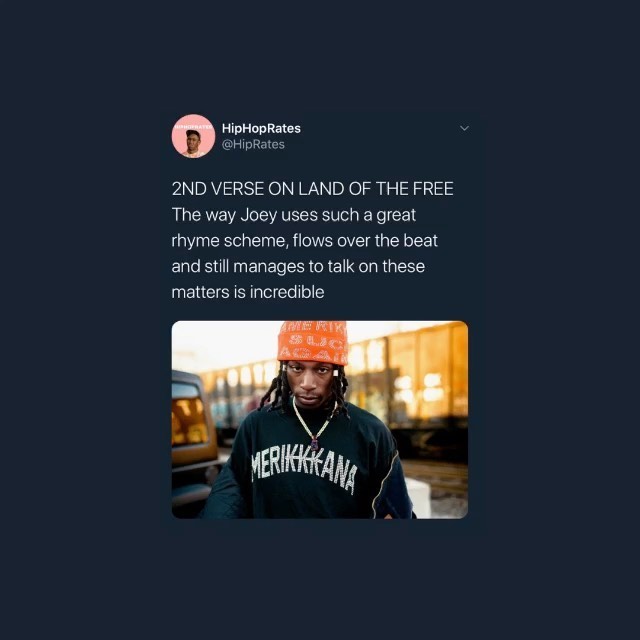 HipHopRates
@HipRates
2ND VERSE ON LAND OF THE FREE
The way Joey uses such a great
rhyme scheme, flows over the beat
and still manages to talk on these
matters is incredible
AGAIN
MERIKKKANA